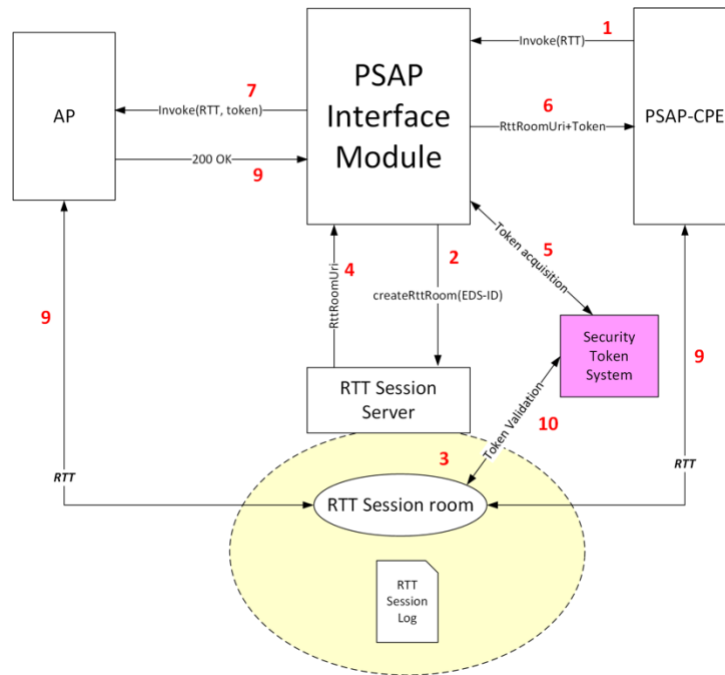 1
Invoke(RTT)
7
PSAP
Interface
Module
AP
Invoke(RTT, token)
6
PSAP-CPE
RttRoomUri+Token
200 OK
9
Token acquisition
5
4
2
RttRoomUri
createRttRoom(EDS-ID)
9
Security
Token
System
9
RTT Session
Server
Token Validation
10
3
RTT
RTT
RTT Session room
RTT
Session
Log